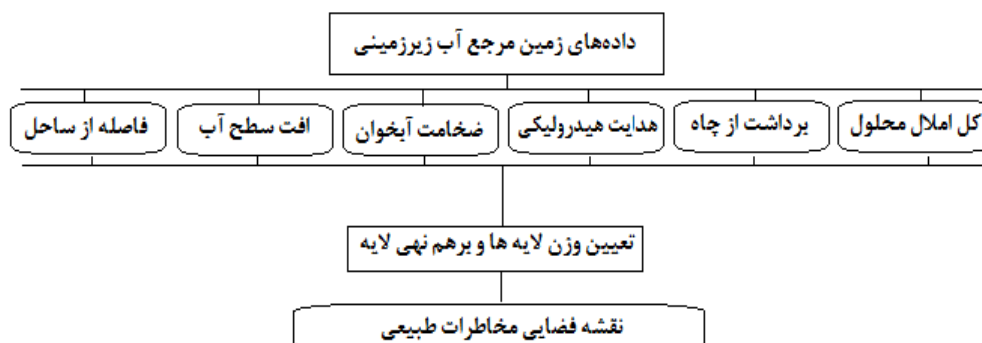 داده‌های زمین مرجع آب زیرزمینی
کل املال محلول
برداشت از چاه
هدایت هیدرولیکی
ضخامت آبخوان
افت سطح آب
فاصله از ساحل
تعیین وزن لایه ها و برهم نهی لایه
نقشه فضایی مخاطرات طبیعی